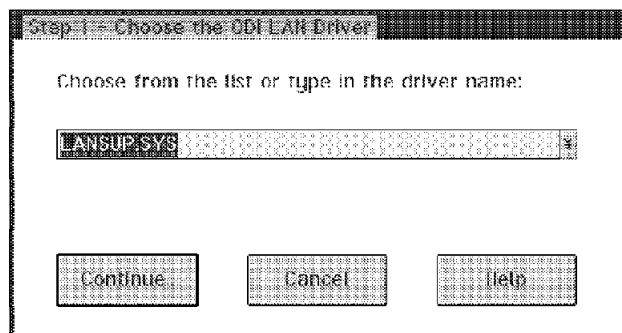 Step 1 - Choose the ODI LAN Driver
Choose from the list or type in the driver name:
LANSUP.SYS
Continue...
Cancel
Help